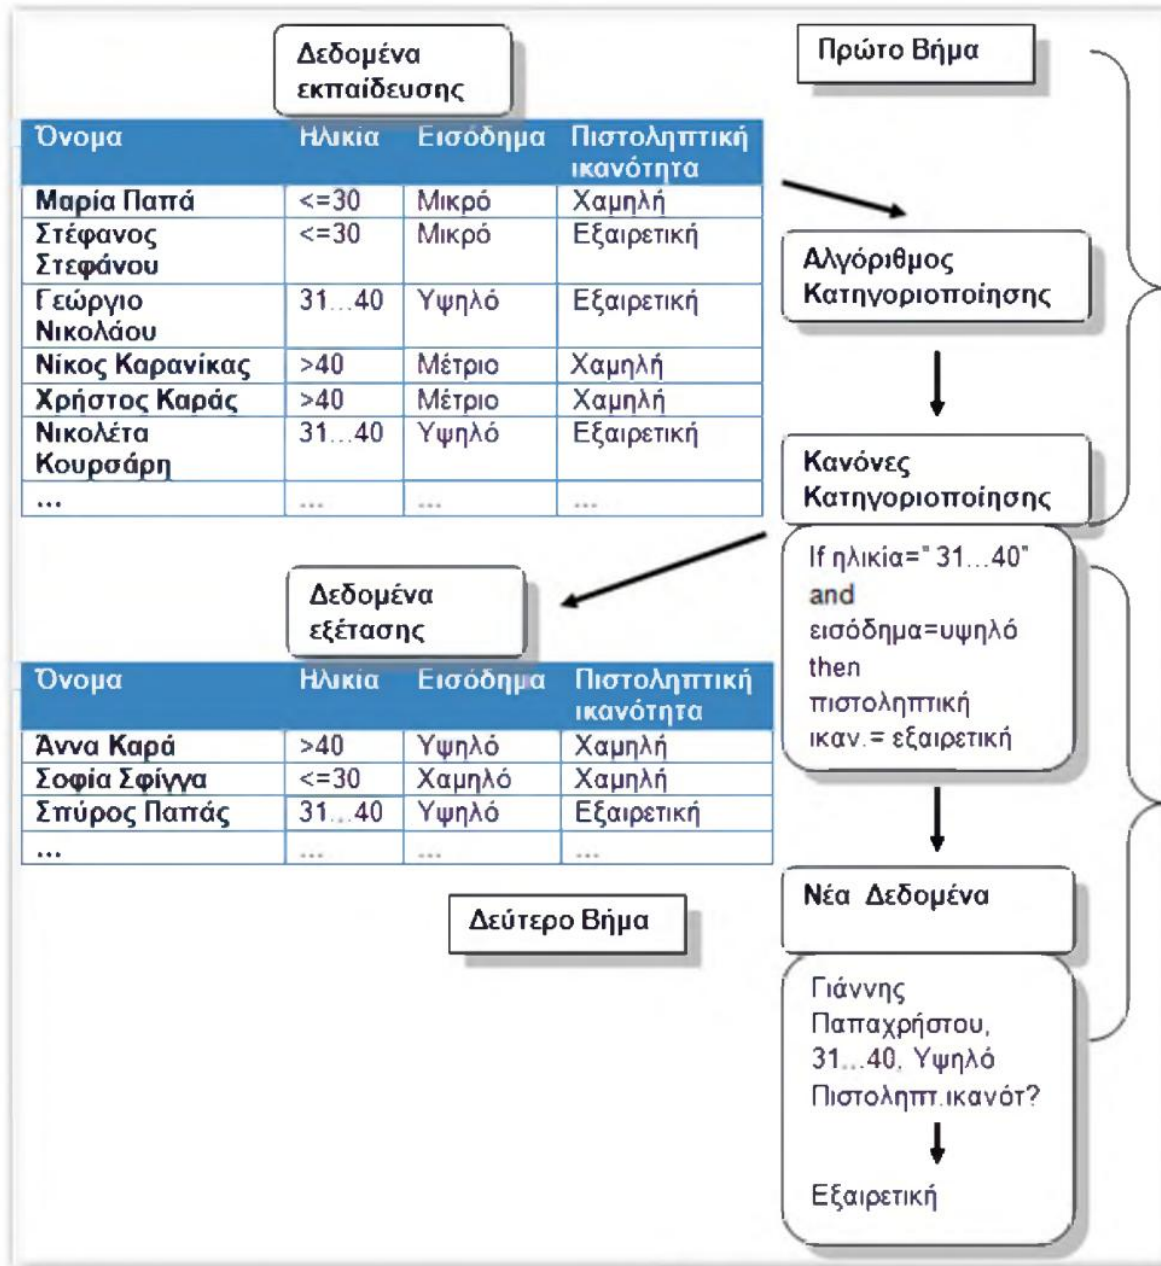 Δεδομένα
εκπαίδευσης
Πρώτο Βήμα
Όνομα Ηλικία Εισόδημα Πιστοληπτική
ικανότητα
Μαρία Παπά <=30 Μικρό Χαμηλή
Στέφανος <=30 Μικρό Εξαιρετική
Στεφάνου
Γεώργιο 31...40 Υψηλό Εξαιρετική
Νικολάου
Νίκος Καρανίκας >40 Μέτριο Χαμηλή
Χρήστος Καράς >40 Μέτριο Χαμηλή
Νικολέτα 31...40 Υψηλό Εξαιρετική
Κουρσάρη
... ... ... ...
Αλγόριθμος
Κατηγοριοποίησης
Κανόνες
Κατηγοριοποίησης
If ηλικία=" 31...40"
and
εισόδημα=υψηλό
then
πιστοληπτική
ικαν.= εξαιρετική
Δεδομένα
εξέτασης
Όνομα Ηλικία Εισόδημα Πιστοληπτική
ικανότητα
Άννα Καρά >40 Υψηλό Χαμηλή
Σοφία Σφίγγα <=30 Χαμηλό Χαμηλή
Σπύρος Παπάς 31...40 Υψηλό Εξαιρετική
... ... ... ...
Δεύτερο Βήμα
Νέα Δεδομένα
Γιάννης
Παπαχρήστου,
31...40, Υψηλό
Πιστοληπτ.ικανότ?
Εξαιρετική